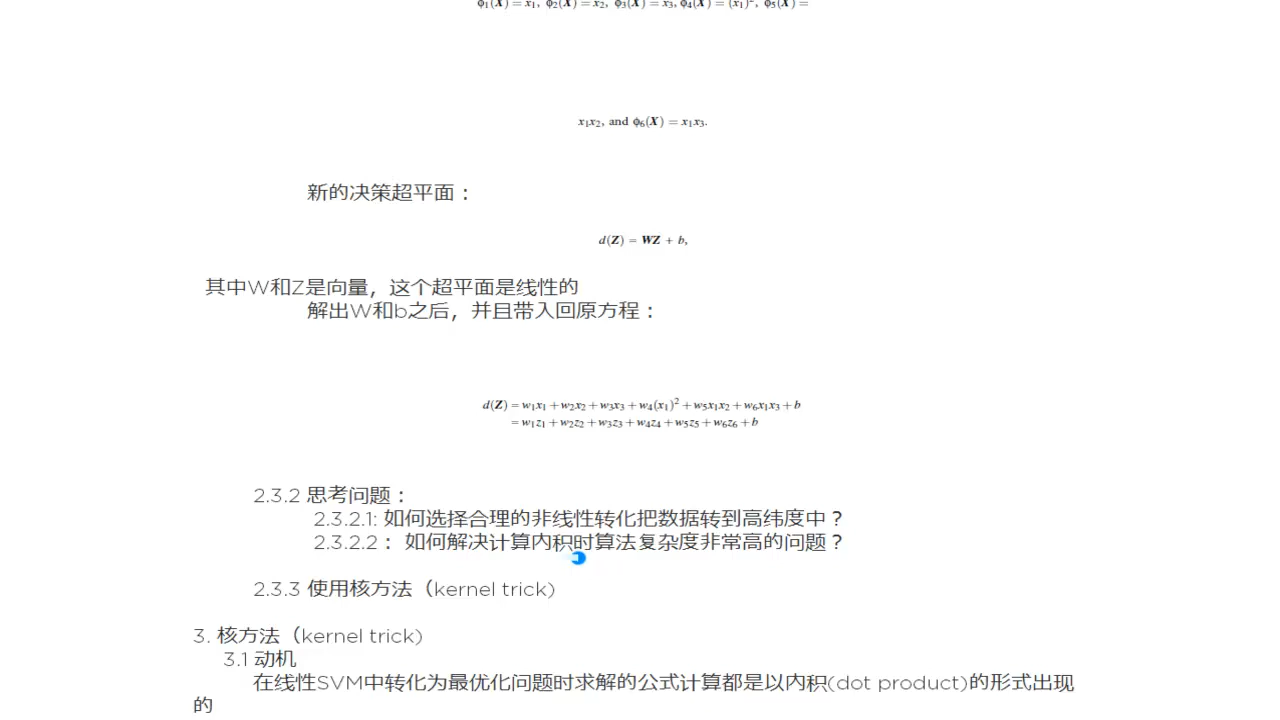 ϕ1(X) = x1, ϕ2(X) = x2, ϕ3(X) = x3, ϕ4(X) = (x1)², ϕ5(X) =
x1x2, and ϕ6(X) = x1x3.
新的决策超平面：
d(Z) = WZ + b,
其中W和Z是向量，这个超平面是线性的
解出W和b之后，并且带入回原方程：
d(Z) = w1x1 + w2x2 + w3x3 + w4(x1)² + w5x1x2 + w6x1x3 + b
= w1z1 + w2z2 + w3z3 + w4z4 + w5z5 + w6z6 + b
2.3.2 思考问题：
2.3.2.1: 如何选择合理的非线性转化把数据转到高纬度中？
2.3.2.2： 如何解决计算内积时算法复杂度非常高的问题？
2.3.3 使用核方法（kernel trick)
3. 核方法（kernel trick)
3.1 动机
在线性SVM中转化为最优化问题时求解的公式计算都是以内积(dot product)的形式出现
的